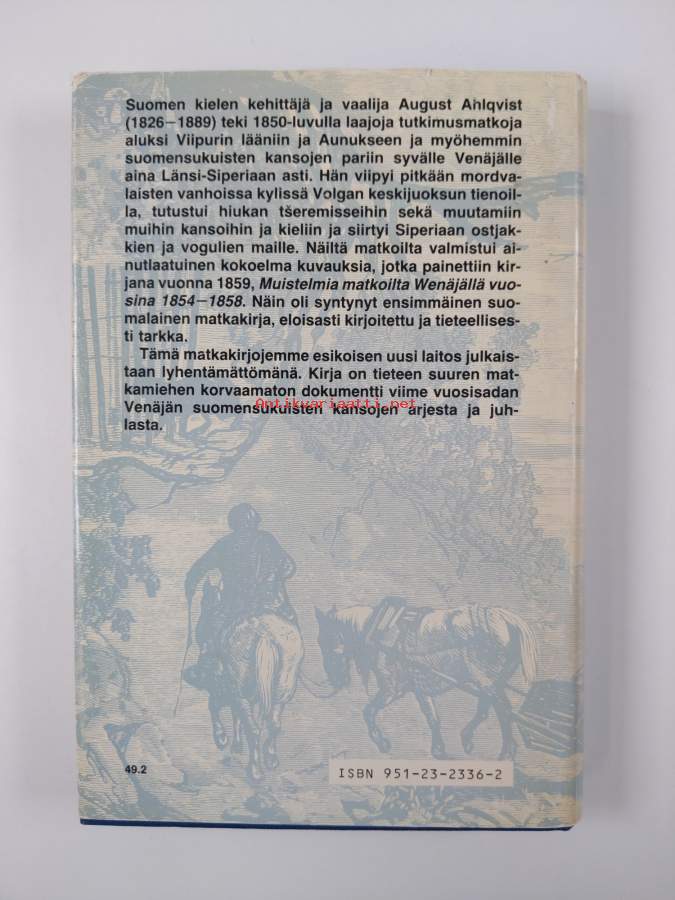 Suomen kielen kehittäjä ja vaalija August Ahlqvist
(1826–1889) teki 1850-luvulla laajoja tutkimusmatkoja
aluksi Viipurin lääniin ja Aunukseen ja myöhemmin
suomensukuisten kansojen pariin syvälle Venäjälle
aina Länsi-Siperiaan asti. Hän viipyi pitkään mordva-
laisten vanhoissa kylissä Volgan keskijuoksun tienoil-
la, tutustui hiukan tšeremisseihin sekä muutamiin
muihin kansoihin ja kieliin ja siirtyi Siperiaan ostjak-
kien ja vogulien maille. Näiltä matkoilta valmistui ai-
nutlaatuinen kokoelma kuvauksia, jotka painettiin kir-
jana vuonna 1859, Muistelmia matkoilta Wenäjällä vuo-
sina 1854–1858. Näin oli syntynyt ensimmäinen suo-
malainen matkakirja, eloisasti kirjoitettu ja tieteellises-
ti tarkka.
Tämä matkakirjojemme esikoisen uusi laitos julkais-
taan lyhentämättömänä. Kirja on tieteen suuren mat-
kamiehen korvaamaton dokumentti viime vuosisadan
Venäjän suomensukuisten kansojen arjesta ja juh-
lasta.
Antikvariaatti.net
49.2
ISBN 951-23-2336-2